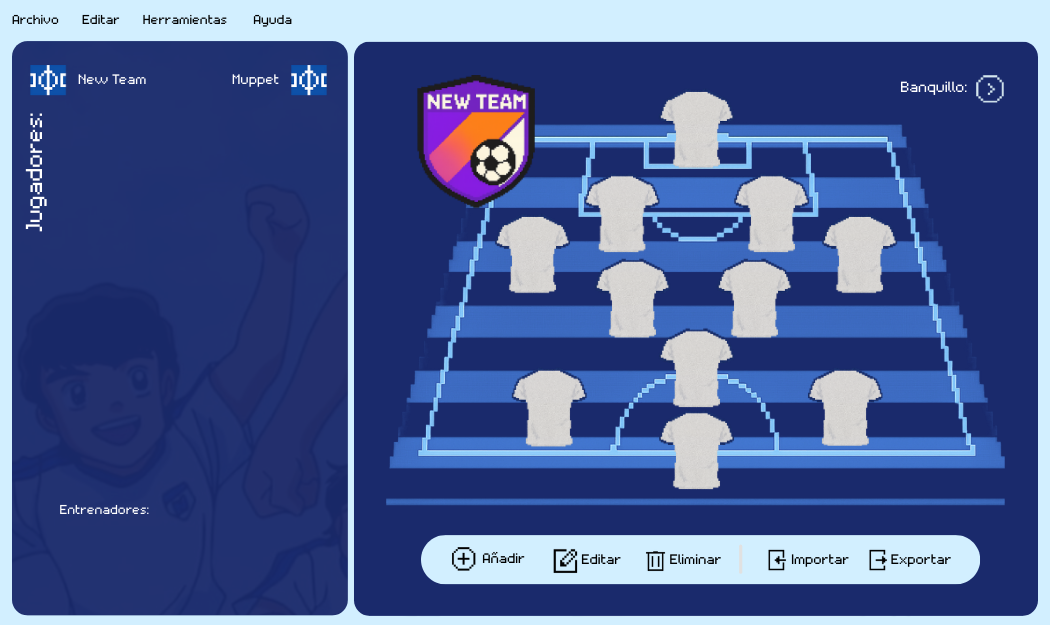 Archivo Editar Herramientas Ayuda
New Team Muppet
Jugadores:
Entrenadores:
NEW TEAM
Banquillo:
Añadir Editar Eliminar Importar Exportar